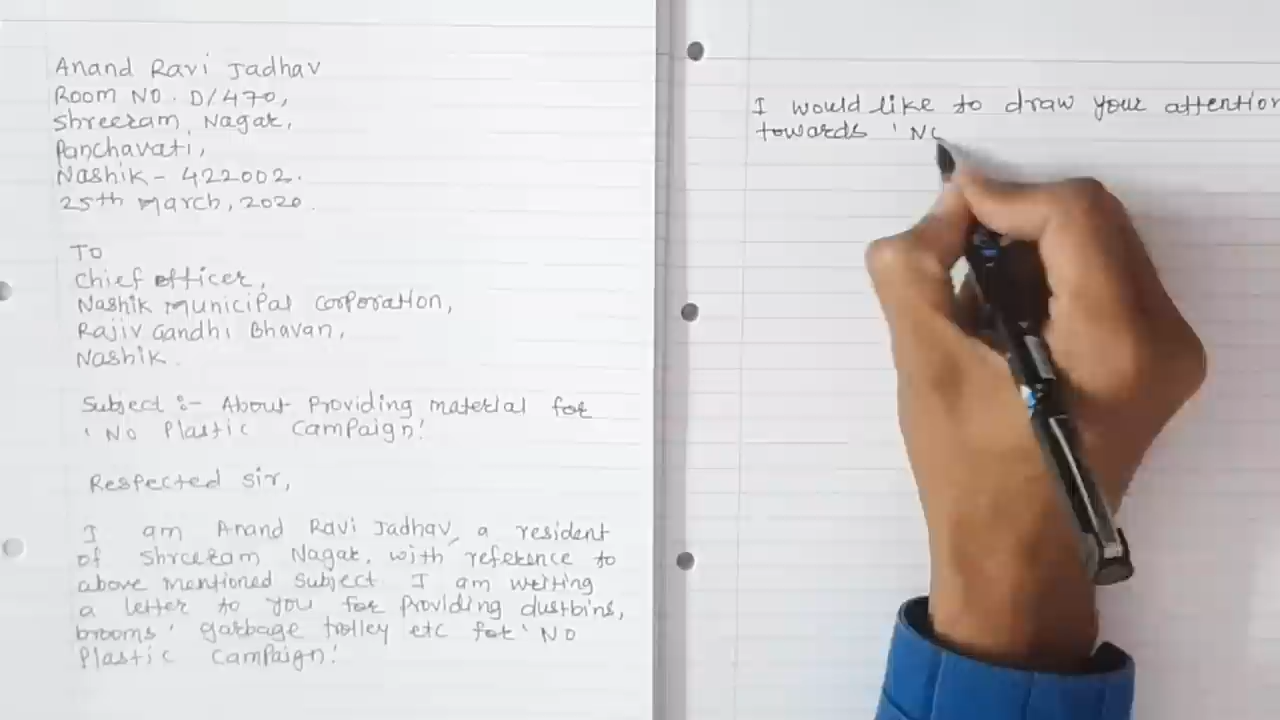 Anand Ravi Jadhav
Room No. D/470,
Shreeram Nagar,
Panchavati,
Nashik - 422002.
25th March, 2020.
To
Chief officer,
Nashik Municipal Corporation,
Rajiv Gandhi Bhavan,
Nashik.
Subject :- About Providing material for
'No Plastic Campaign!
Respected Sir,
I am Anand Ravi Jadhav, a resident
of Shreeram Nagar, with reference to
above mentioned subject I am writing
a letter to you for Providing dustbins,
brooms' garbage trolley etc for 'No
Plastic Campaign!
I would like to draw your attention
towards 'No